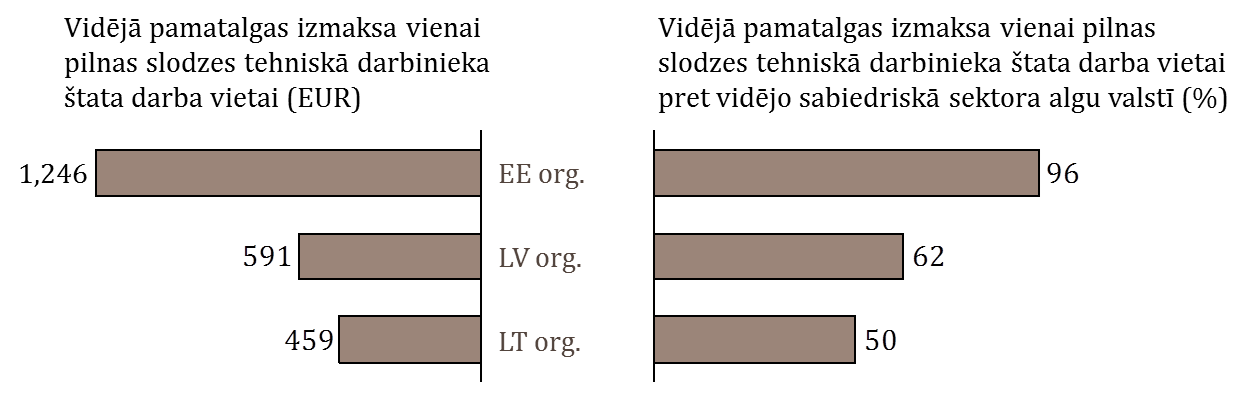 Vidējā pamatalgas izmaksa vienai
pilnas slodzes tehniskā darbinieka
štata darba vietai (EUR)
Vidējā pamatalgas izmaksa vienai pilnas
slodzes tehniskā darbinieka štata darba vietai
pret vidējo sabiedriskā sektora algu valstī (%)
1,246 EE org. 96
591 LV org. 62
459 LT org. 50